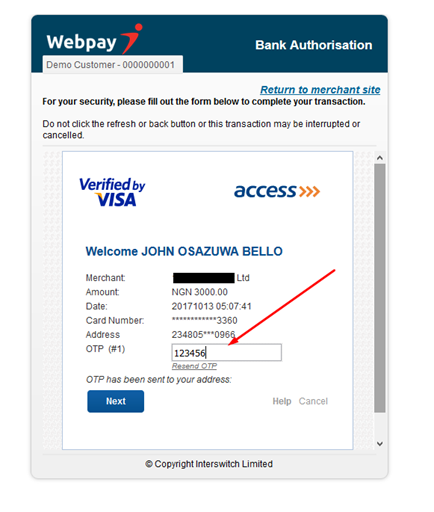 Webpay
Bank Authorisation
Demo Customer - 0000000001
Return to merchant site
For your security, please fill out the form below to complete your transaction.
Do not click the refresh or back button or this transaction may be interrupted or
cancelled.
Verified by
VISA
access>>>
Welcome JOHN OSAZUWA BELLO
Merchant: Ltd
Amount: NGN 3000.00
Date: 20171013 05:07:41
Card Number: ************3360
Address 234805***0966
OTP (#1) 123456
Resend OTP
OTP has been sent to your address:
Next Help Cancel
© Copyright Interswitch Limited